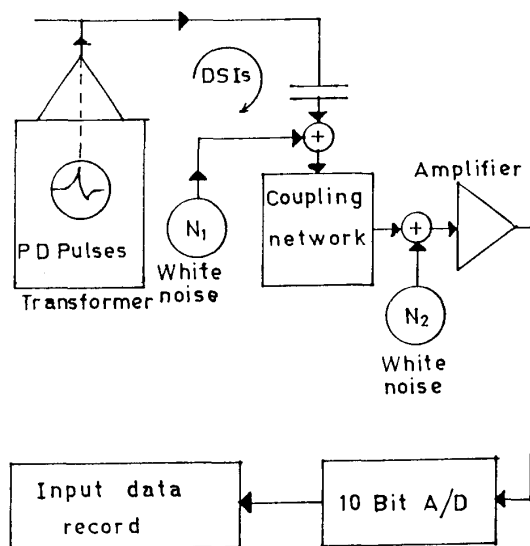 DSIs
N1
White
noise
PD Pulses
Transformer
Coupling
network
Amplifier
N2
White
noise
Input data
record
10 Bit A/D